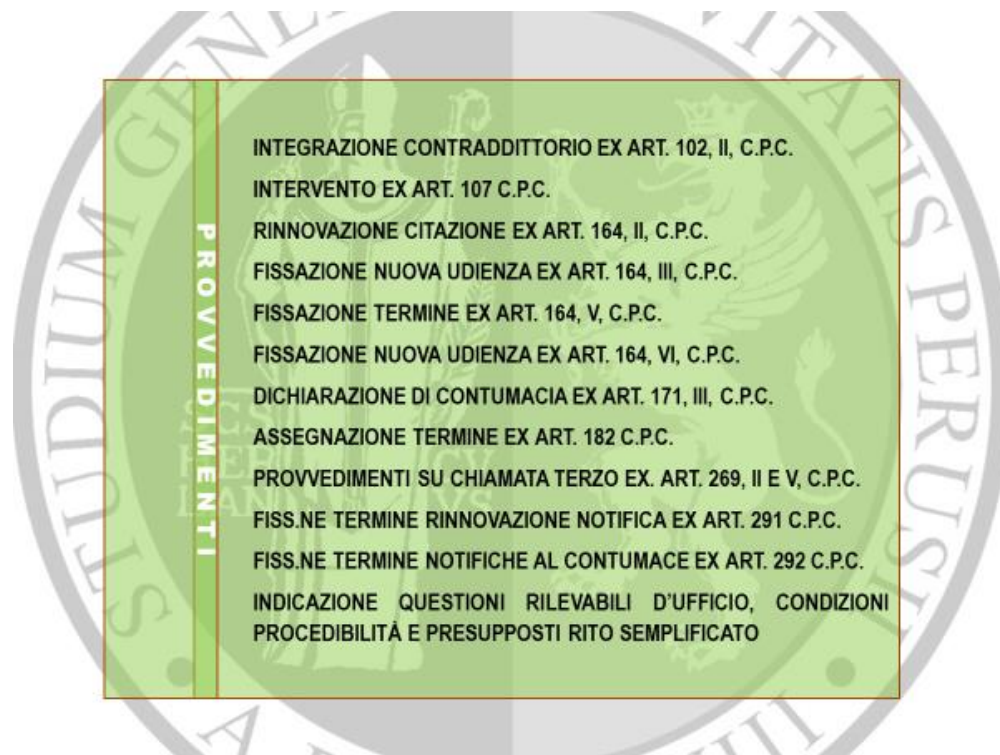 PROVVEDIMENTI
INTEGRAZIONE CONTRADDITTORIO EX ART. 102, II, C.P.C.
INTERVENTO EX ART. 107 C.P.C.
RINNOVAZIONE CITAZIONE EX ART. 164, II, C.P.C.
FISSAZIONE NUOVA UDIENZA EX ART. 164, III, C.P.C.
FISSAZIONE TERMINE EX ART. 164, V, C.P.C.
FISSAZIONE NUOVA UDIENZA EX ART. 164, VI, C.P.C.
DICHIARAZIONE DI CONTUMACIA EX ART. 171, III, C.P.C.
ASSEGNAZIONE TERMINE EX ART. 182 C.P.C.
PROVVEDIMENTI SU CHIAMATA TERZO EX. ART. 269, II E V, C.P.C.
FISS.NE TERMINE RINNOVAZIONE NOTIFICA EX ART. 291 C.P.C.
FISS.NE TERMINE NOTIFICHE AL CONTUMACE EX ART. 292 C.P.C.
INDICAZIONE QUESTIONI RILEVABILI D'UFFICIO, CONDIZIONI
PROCEDIBILITÀ E PRESUPPOSTI RITO SEMPLIFICATO
STUDIUM